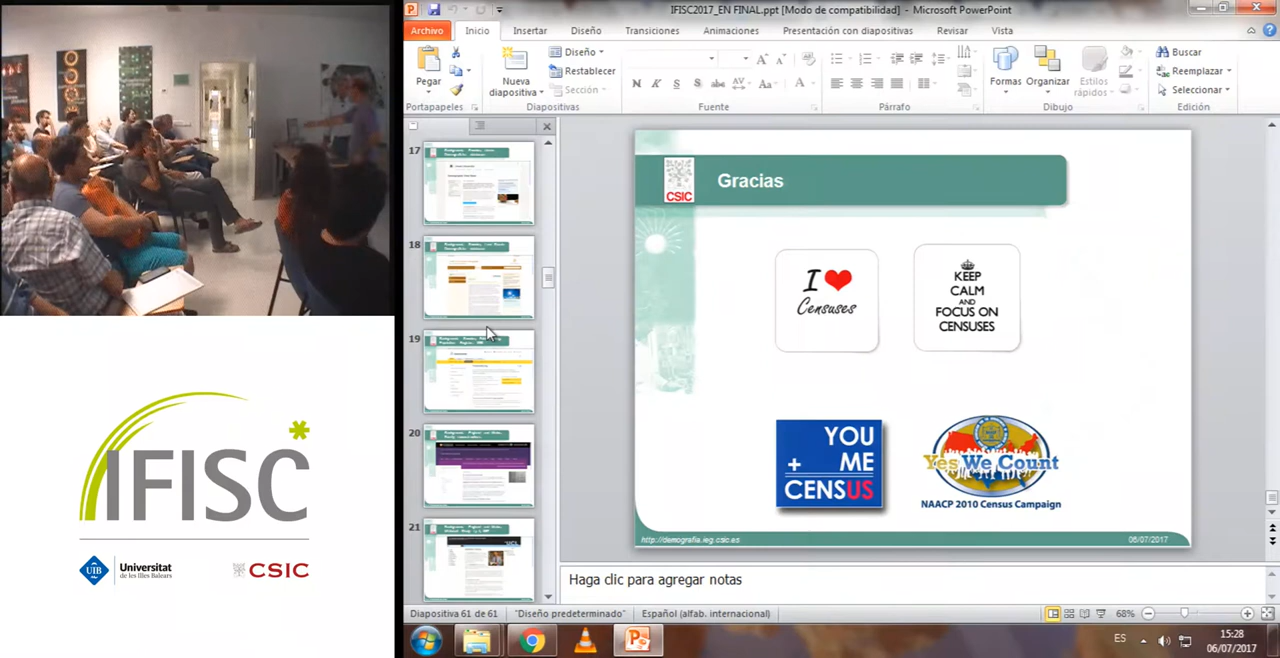 IFISC2017_EN FINAL.ppt [Modo de compatibilidad] - Microsoft PowerPoint
Archivo
Inicio
Insertar
Diseño
Transiciones
Animaciones
Presentación con diapositivas
Revisar
Vista
Pegar
Portapapeles
Nueva
diapositiva
Diseño
Restablecer
Sección
Diapositivas
N K S S abc AV Aa A
Fuente
Párrafo
Formas
Organizar
Estilos
rápidos
Dibujo
Buscar
Reemplazar
Seleccionar
Edición
17
18
19
20
21
CSIC
Gracias
I ❤
Censuses
KEEP
CALM
AND
FOCUS ON
CENSUSES
YOU
+ ME
CENSUS
Yes We Count
NAACP 2010 Census Campaign
http://demografia.ieg.csic.es
06/07/2017
Haga clic para agregar notas
Diapositiva 61 de 61
"Diseño predeterminado"
Español (alfab. internacional)
68%
ES
15:28
06/07/2017
IFISC
UIB
Universitat
de les Illes Balears
CSIC